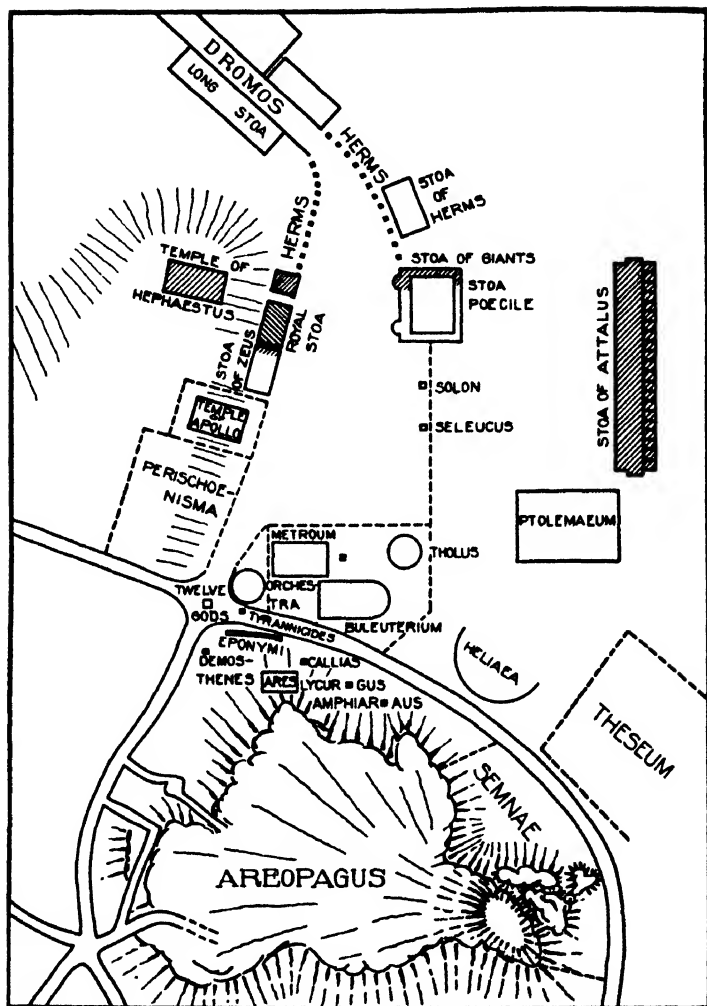 DROMOS
LONG STOA
HERMS
HERMS
STOA
OF
HERMS
TEMPLE OF
HEPHAESTUS
STOA OF GIANTS
STOA
POECILE
ROYAL
STOA
STOA
OF ZEUS
STOA OF ATTALUS
SOLON
SELEUCUS
TEMPLE
OF
APOLLO
PERISCHOE-
NISMA
PTOLEMAEUM
METROUM
THOLUS
TWELVE
GODS
ORCHES-
TRA
BULEUTERIUM
TYRANNICIDES
EPONYMI
DEMOS-
THENES
CALLIAS
ARES
LYCUR GUS
AMPHIAR AUS
HELIAEA
THESEUM
SEMNAE
AREOPAGUS